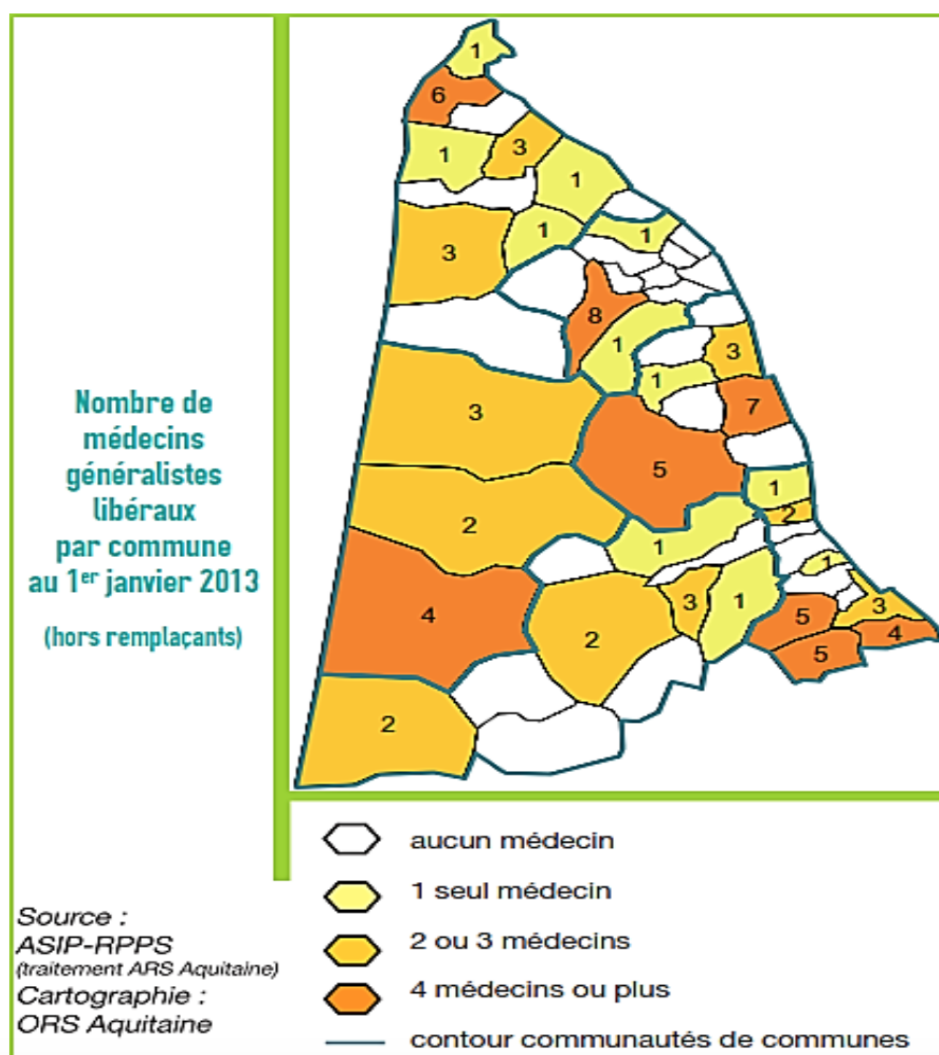 Nombre de
médecins
généralistes
libéraux
par commune
au 1er janvier 2013
(hors remplaçants)
1
6
3
1
1
1
1
3
8
1
3
1
3
7
5
1
2
2
1
1
3
1
3
4
5
4
2
5
2
aucun médecin
1 seul médecin
2 ou 3 médecins
4 médecins ou plus
contour communautés de communes
Source :
ASIP-RPPS
(traitement ARS Aquitaine)
Cartographie :
ORS Aquitaine